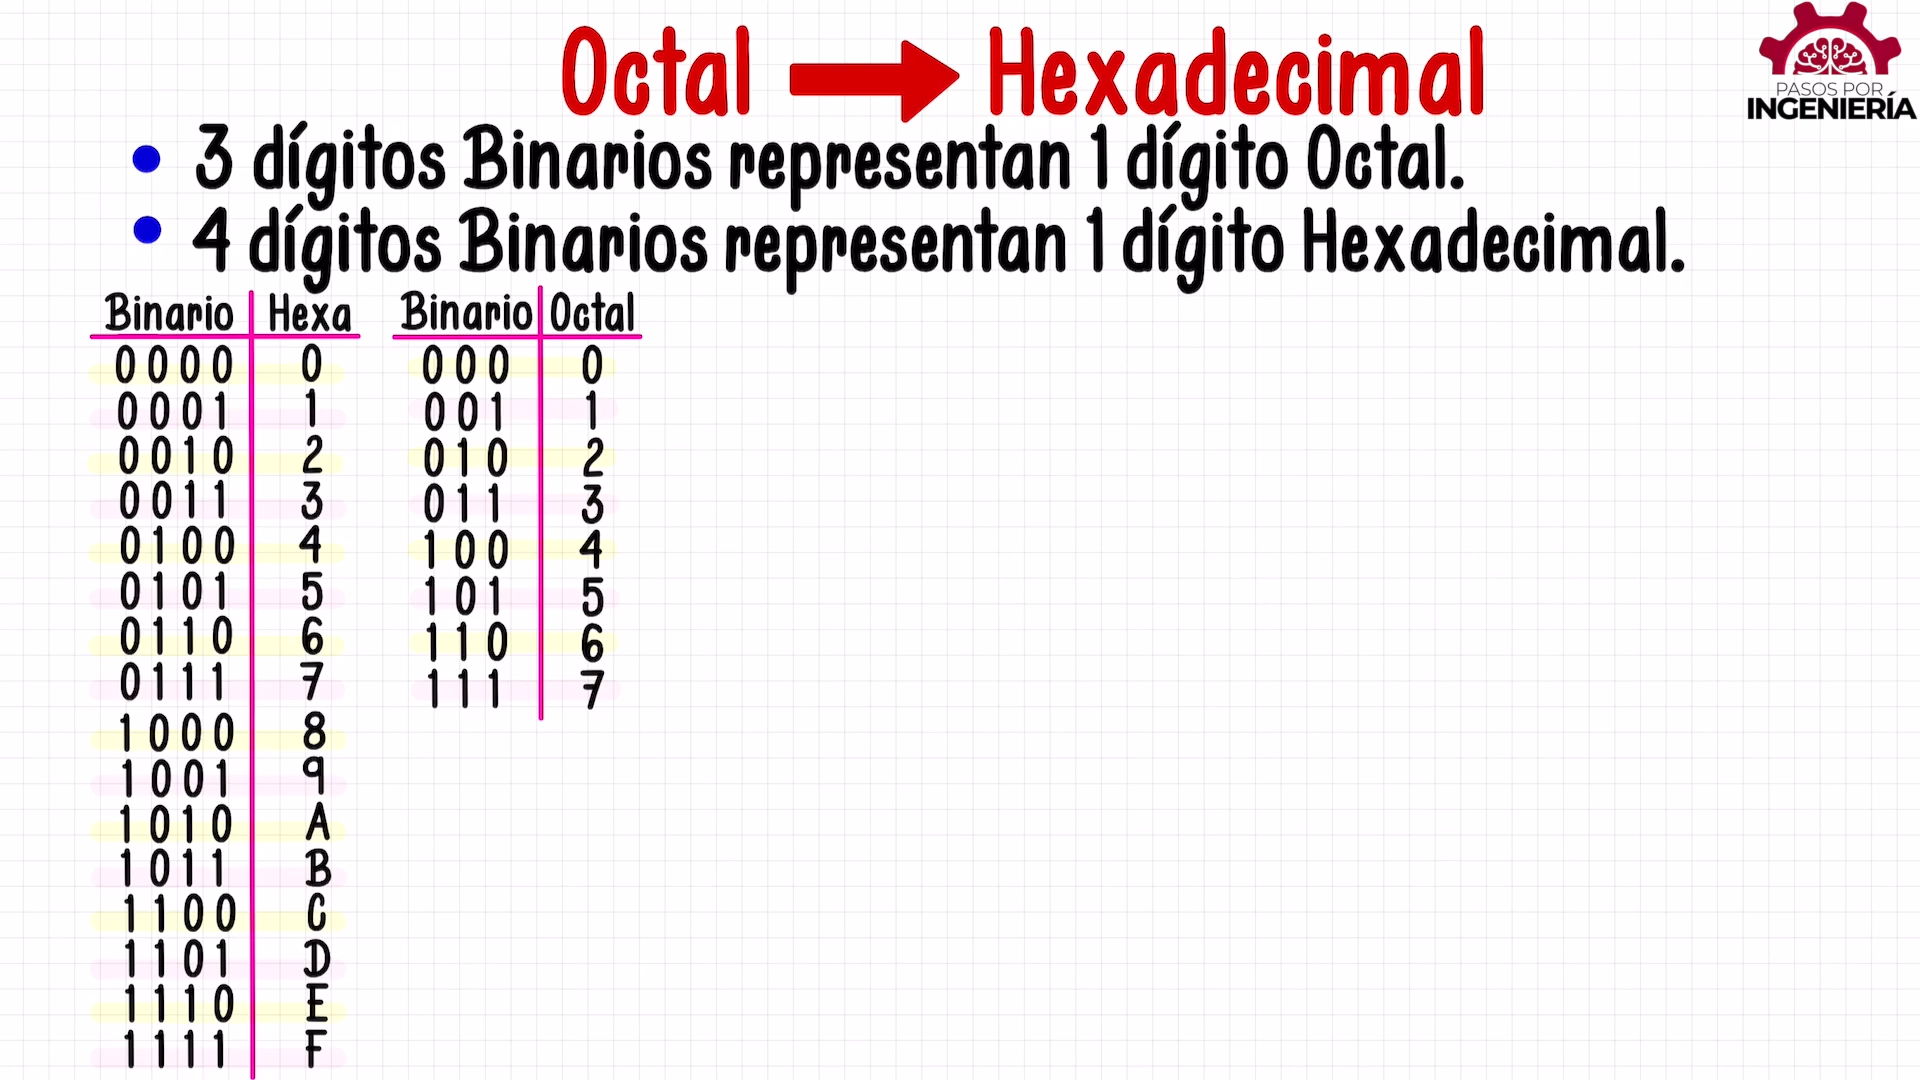 Octal → Hexadecimal
PASOS POR
INGENIERÍA
• 3 dígitos Binarios representan 1 dígito Octal.
• 4 dígitos Binarios representan 1 dígito Hexadecimal.
Binario Hexa
0000 0
0001 1
0010 2
0011 3
0100 4
0101 5
0110 6
0111 7
1000 8
1001 9
1010 A
1011 B
1100 C
1101 D
1110 E
1111 F
Binario Octal
000 0
001 1
010 2
011 3
100 4
101 5
110 6
111 7